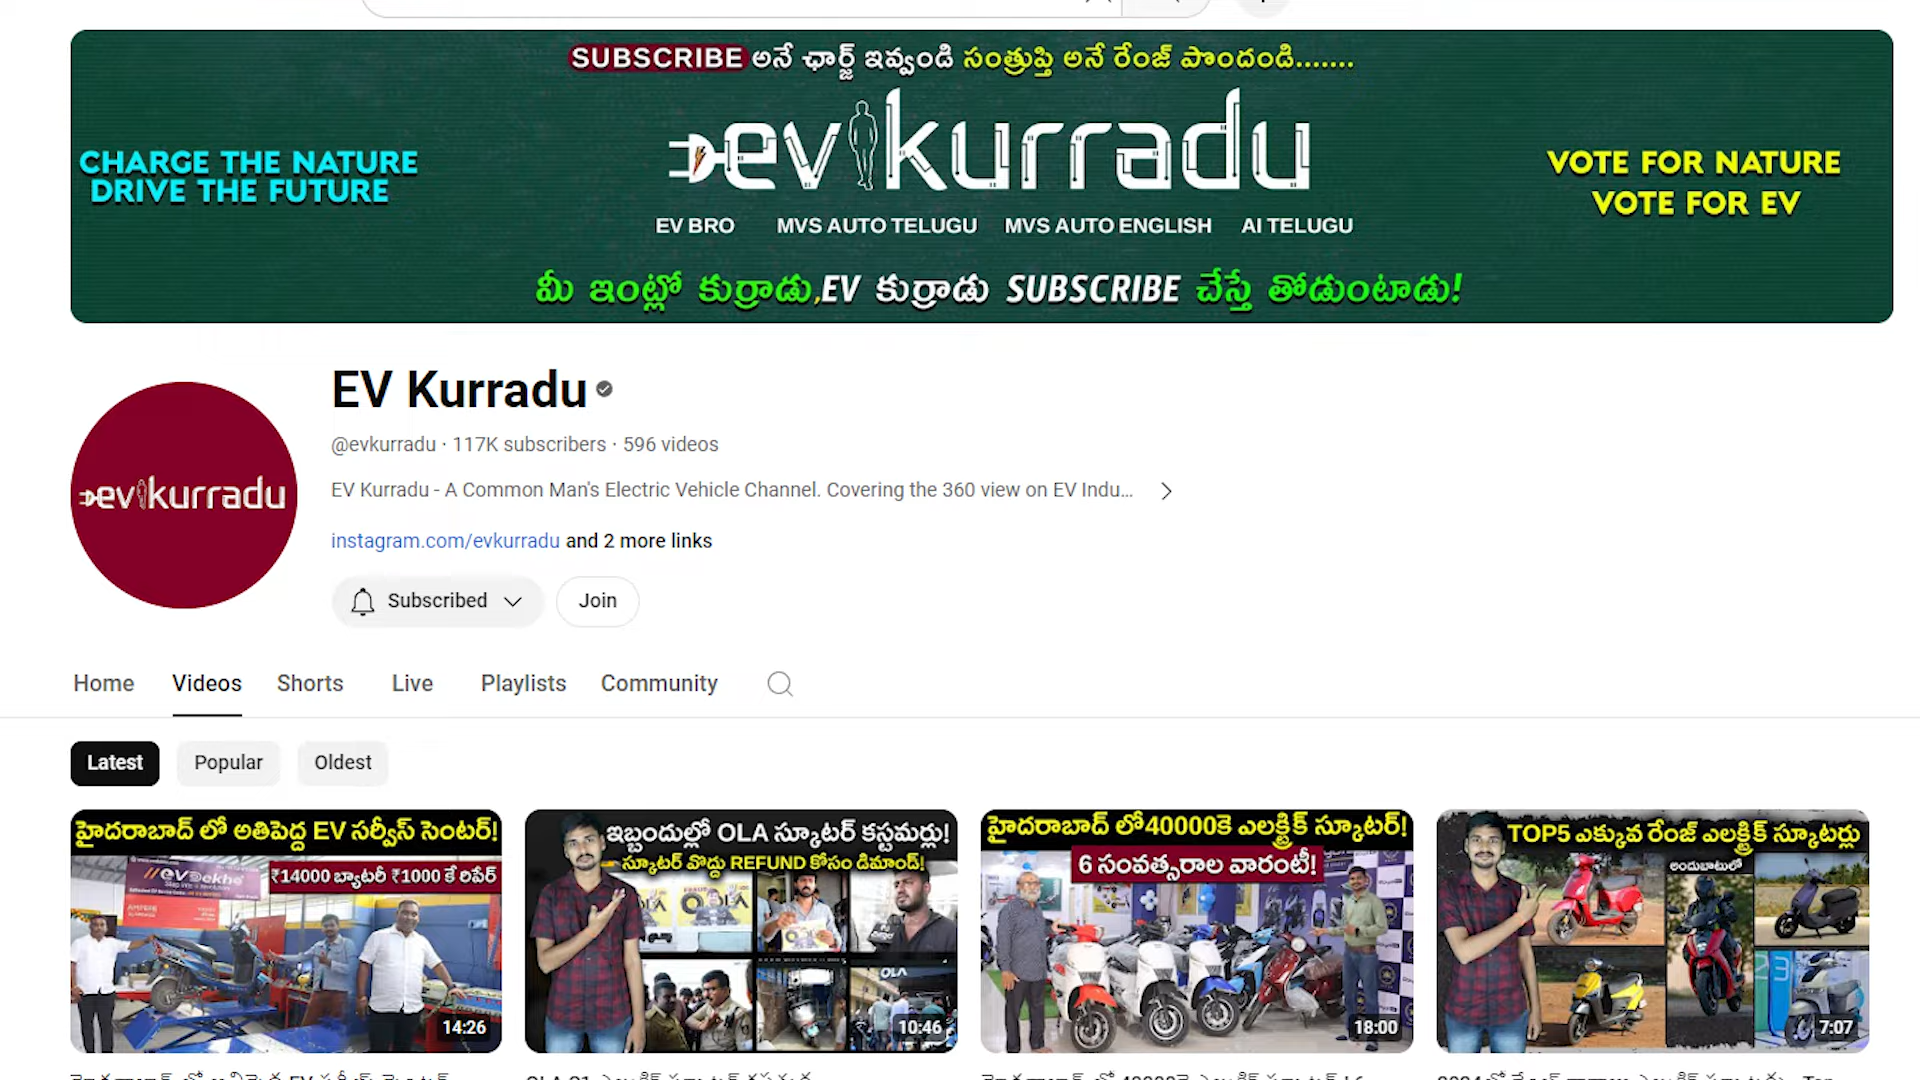 SUBSCRIBE అనే ఛార్జ్ ఇవ్వండి సంతృప్తి అనే రేంజ్ పొందండి.......
CHARGE THE NATURE
DRIVE THE FUTURE
evkurradu
VOTE FOR NATURE
VOTE FOR EV
EV BRO MVS AUTO TELUGU MVS AUTO ENGLISH AI TELUGU
మీ ఇంట్లో కుర్రాడు,EV కుర్రాడు SUBSCRIBE చేస్తే తోడుంటాడు!
evkurradu
EV Kurradu
@evkurradu · 117K subscribers · 596 videos
EV Kurradu - A Common Man's Electric Vehicle Channel. Covering the 360 view on EV Indu...
instagram.com/evkurradu and 2 more links
Subscribed Join
Home Videos Shorts Live Playlists Community
Latest Popular Oldest
హైదరాబాద్ లో అతిపెద్ద EV సర్వీస్ సెంటర్!
₹14000 బ్యాటరీ ₹1000 కే రిపేర్
evDekho
14:26
ఇబ్బందుల్లో OLA స్కూటర్ కస్టమర్లు!
స్కూటర్ వొద్దు REFUND కోసం డిమాండ్!
OLA
OLA
10:46
హైదరాబాద్ లో40000కె ఎలక్ట్రిక్ స్కూటర్!
6 సంవత్సరాల వారంటీ!
18:00
TOP5 ఎక్కువ రేంజ్ ఎలక్ట్రిక్ స్కూటర్లు
అందుబాటులో
7:07